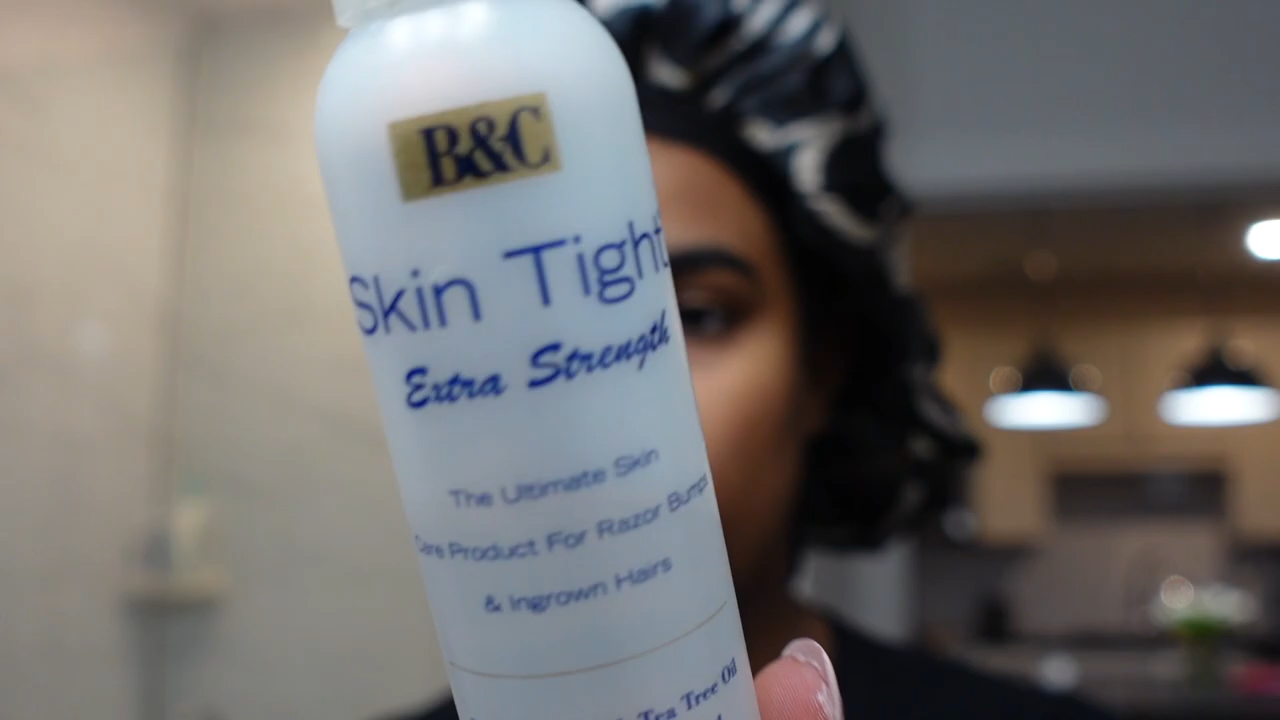 B&C
Skin Tight
Extra Strength
The Ultimate Skin
Care Product For Razor Bumps
& Ingrown Hairs
Tea Tree Oil